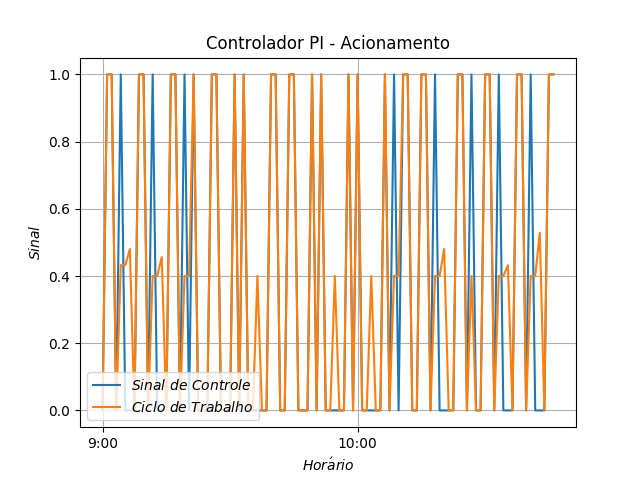 Controlador PI - Acionamento
1.0
0.8
0.6
0.4
0.2
0.0
Sinal
Sinal de Controle
Ciclo de Trabalho
9:00
10:00
Horário